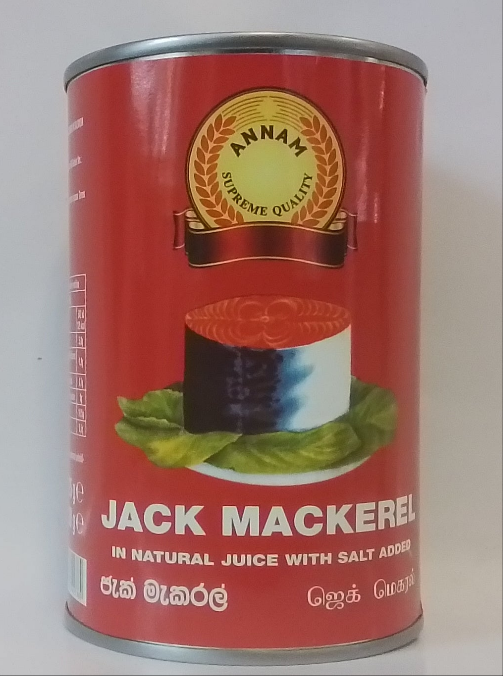 ANNAM
SUPREME QUALITY
JACK MACKEREL
IN NATURAL JUICE WITH SALT ADDED
ජැක් මැකරල් ஜெக் மெகரல்